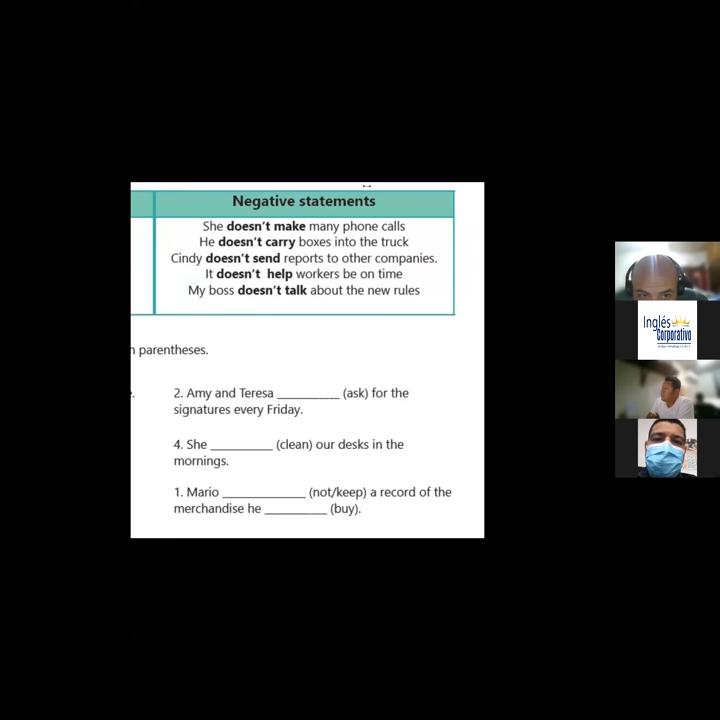 Negative statements
She doesn't make many phone calls
He doesn't carry boxes into the truck
Cindy doesn't send reports to other companies.
It doesn't help workers be on time
My boss doesn't talk about the new rules
parentheses.
2. Amy and Teresa __________ (ask) for the
signatures every Friday.
4. She __________ (clean) our desks in the
mornings.
1. Mario ______________ (not/keep) a record of the
merchandise he __________ (buy).
Inglés
Corporativo